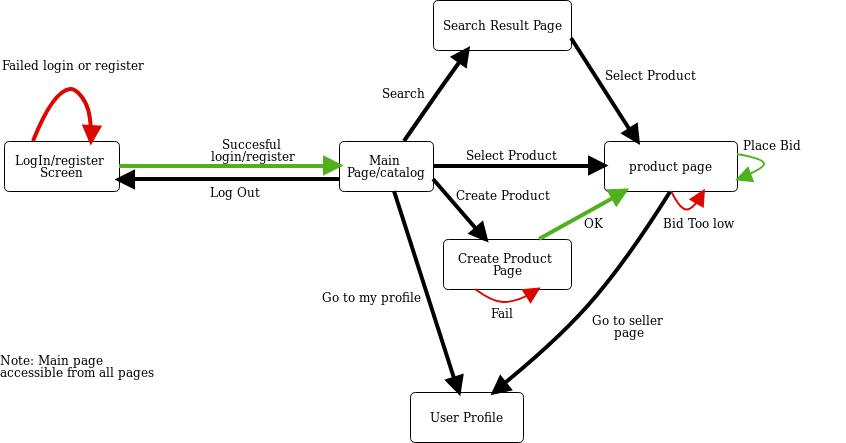 Search Result Page
Failed login or register
Select Product
Search
Succesful
login/register
Place Bid
Select Product
LogIn/register
Screen
Main
Page/catalog
product page
Log Out
Create Product
OK
Bid Too low
Create Product
Page
Go to my profile
Fail
Go to seller
page
Note: Main page
accessible from all pages
User Profile